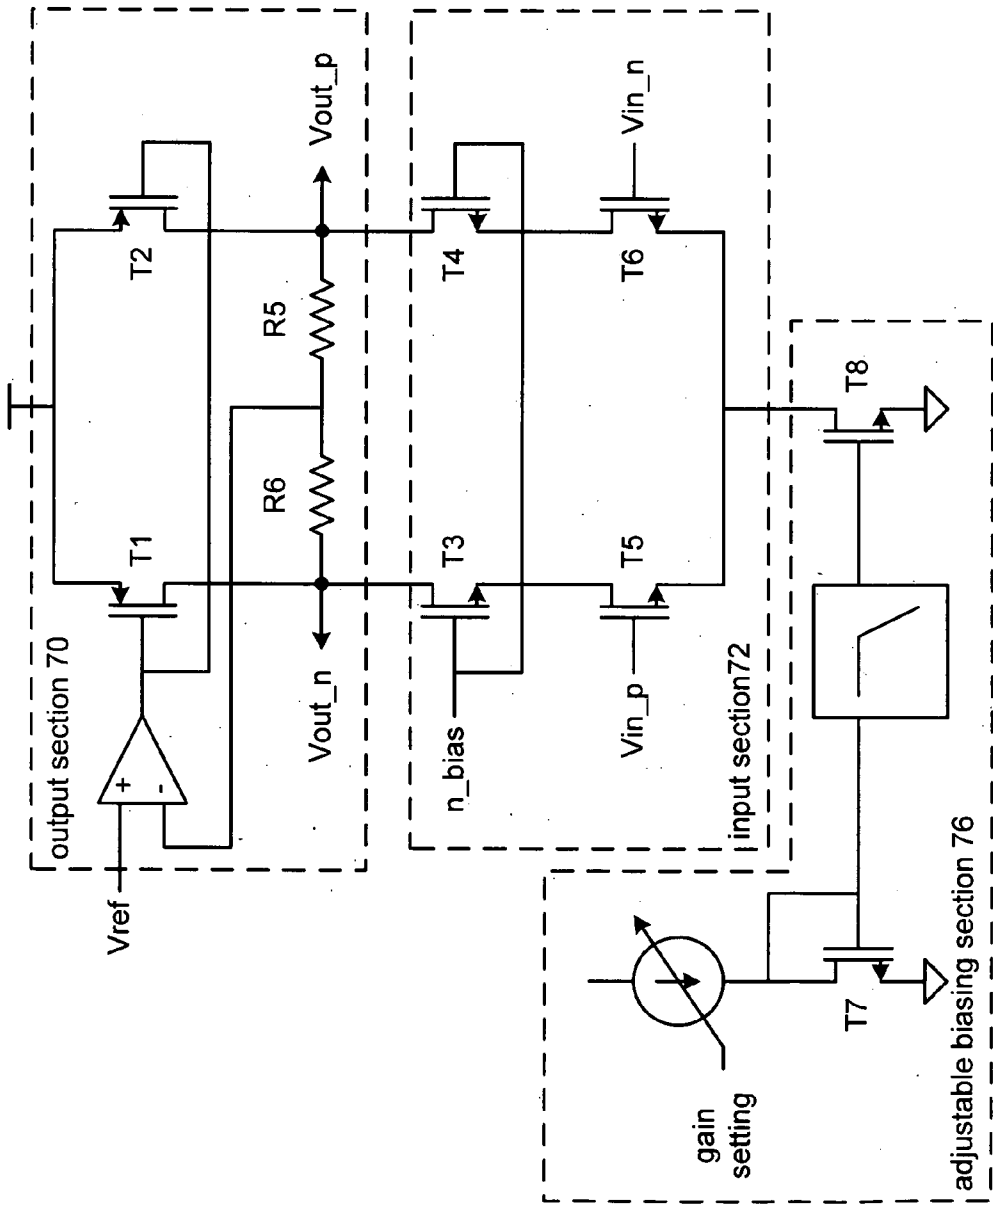 output section 70
Vref
+
-
T1
T2
R6
R5
Vout_n
Vout_p
n_bias
T3
T4
Vin_p
T5
T6
Vin_n
input section72
gain
setting
T7
T8
adjustable biasing section 76